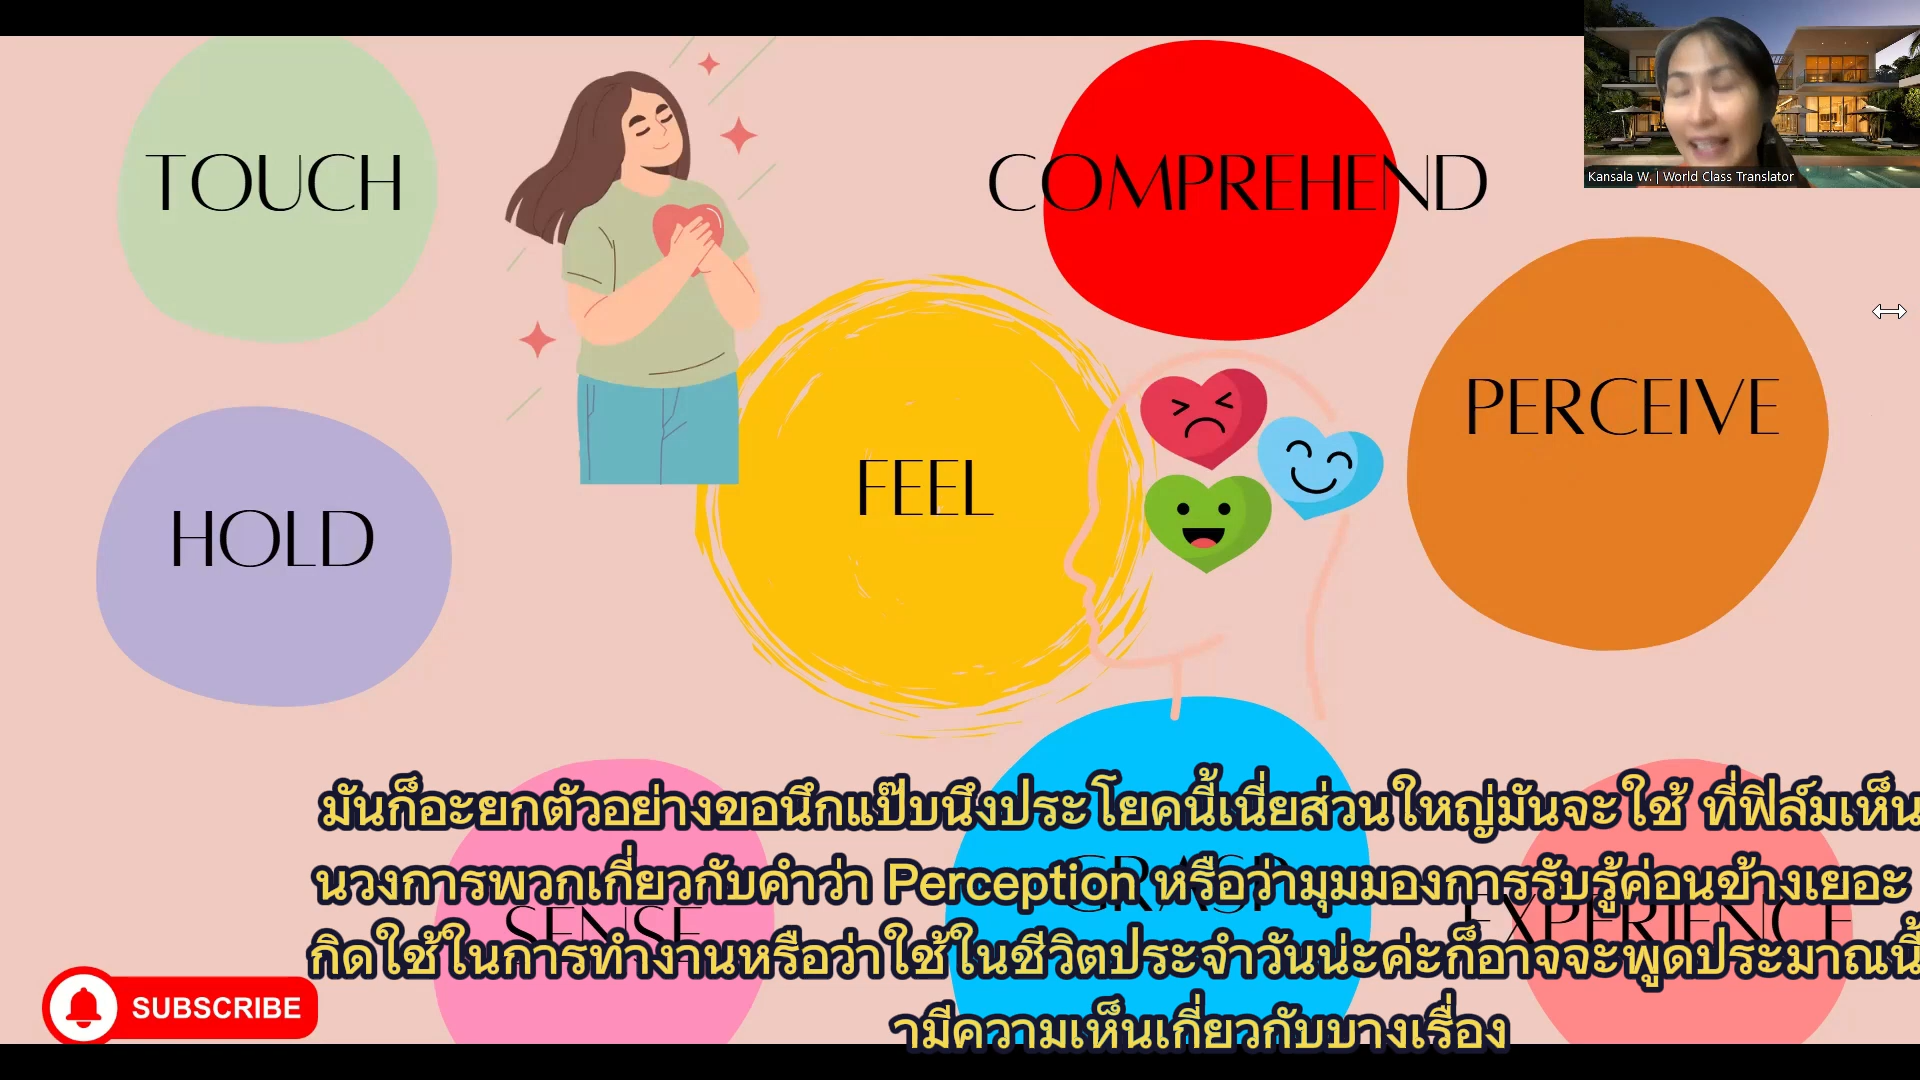 TOUCH
COMPREHEND
Kansala W. | World Class Translator
PERCEIVE
FEEL
HOLD
SENSE
GRASP
EXPERIENCE
มันก็อะยกตัวอย่างขอนึกแป๊บนึงประโยคนี้เนี่ยส่วนใหญ่มันจะใช้ ที่ฟิล์มเห็น
นวงการพวกเกี่ยวกับคำว่า Perception หรือว่ามุมมองการรับรู้ค่อนข้างเยอะ
กิดใช้ในการทำงานหรือว่าใช้ในชีวิตประจำวันน่ะค่ะก็อาจจะพูดประมาณนี้
ามีความเห็นเกี่ยวกับบางเรื่อง
SUBSCRIBE